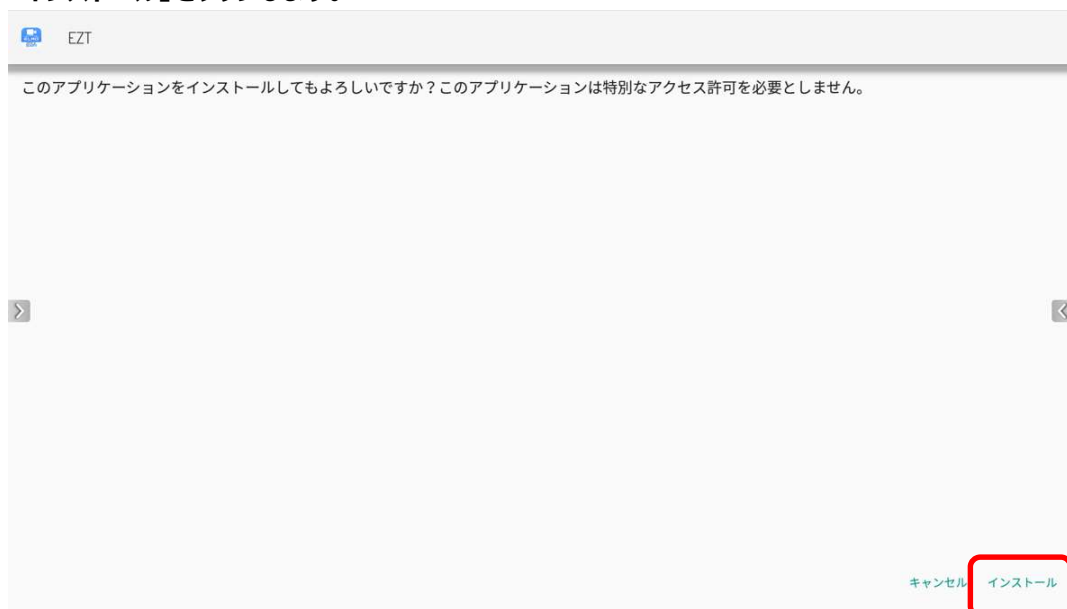 EZT
このアプリケーションをインストールしてもよろしいですか？このアプリケーションは特別なアクセス許可を必要としません。
キャンセル
インストール